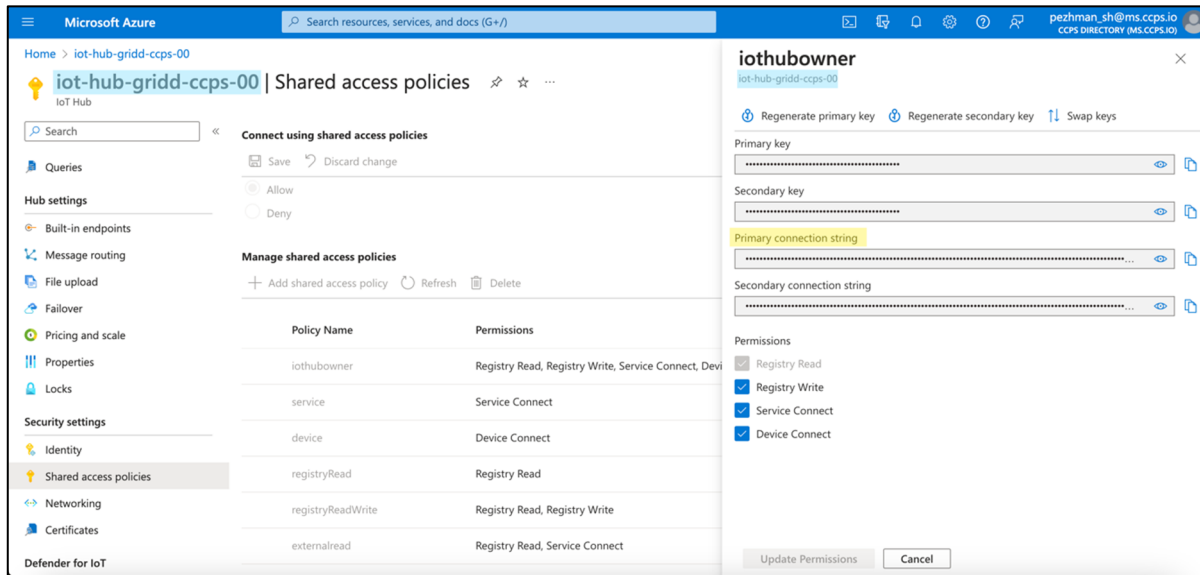 Microsoft Azure
Search resources, services, and docs (G+/)
pezhman_sh@ms.ccps.io
CCPS DIRECTORY (MS.CCPS.IO)
Home > iot-hub-gridd-ccps-00
iot-hub-gridd-ccps-00 | Shared access policies
IoT Hub
Search
«
Queries
Hub settings
Built-in endpoints
Message routing
File upload
Failover
Pricing and scale
Properties
Locks
Security settings
Identity
Shared access policies
Networking
Certificates
Defender for IoT
Connect using shared access policies
Save Discard change
Allow
Deny
Manage shared access policies
Add shared access policy Refresh Delete
Policy Name Permissions
iothubowner Registry Read, Registry Write, Service Connect, Devi
service Service Connect
device Device Connect
registryRead Registry Read
registryReadWrite Registry Read, Registry Write
externalread Registry Read, Service Connect
iothubowner
iot-hub-gridd-ccps-00
Regenerate primary key Regenerate secondary key Swap keys
Primary key
Secondary key
Primary connection string
Secondary connection string
Permissions
Registry Read
Registry Write
Service Connect
Device Connect
Update Permissions Cancel